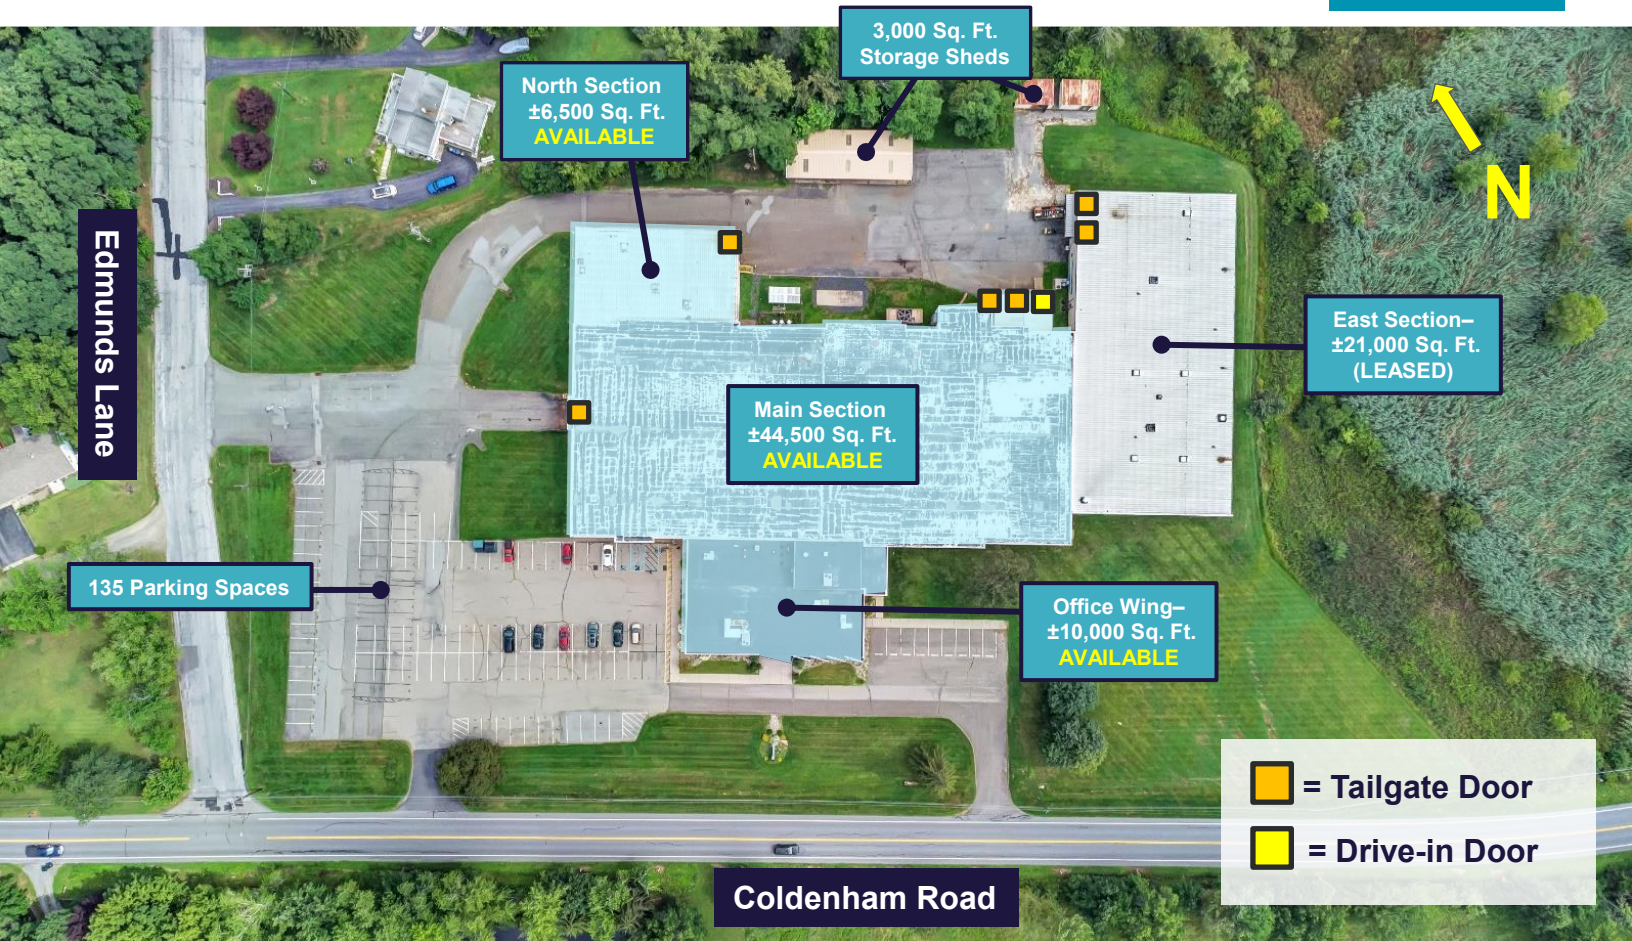 3,000 Sq. Ft.
Storage Sheds
North Section
±6,500 Sq. Ft.
AVAILABLE
N
Edmunds Lane
East Section–
±21,000 Sq. Ft.
(LEASED)
Main Section
±44,500 Sq. Ft.
AVAILABLE
135 Parking Spaces
Office Wing–
±10,000 Sq. Ft.
AVAILABLE
= Tailgate Door
= Drive-in Door
Coldenham Road